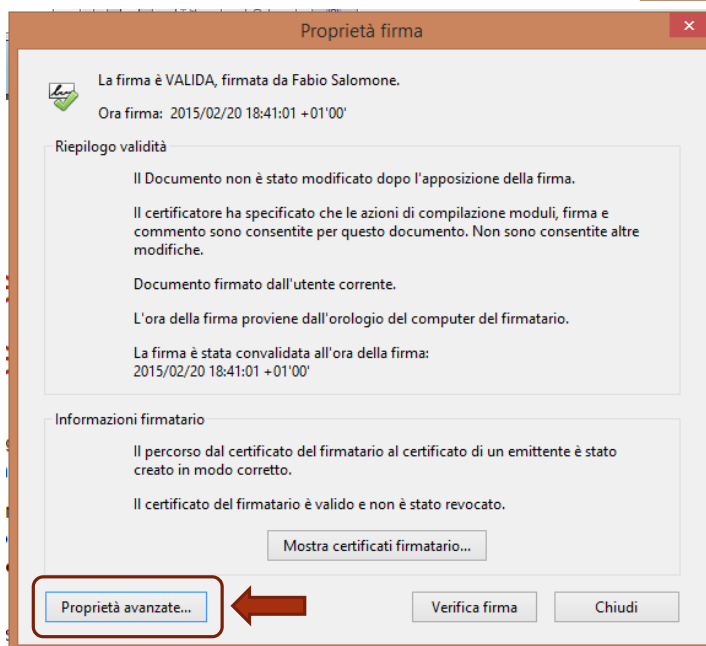 Proprietà firma
La firma è VALIDA, firmata da Fabio Salomone.
Ora firma: 2015/02/20 18:41:01 +01'00'
Riepilogo validità
Il Documento non è stato modificato dopo l'apposizione della firma.
Il certificatore ha specificato che le azioni di compilazione moduli, firma e
commento sono consentite per questo documento. Non sono consentite altre
modifiche.
Documento firmato dall'utente corrente.
L'ora della firma proviene dall'orologio del computer del firmatario.
La firma è stata convalidata all'ora della firma:
2015/02/20 18:41:01 +01'00'
Informazioni firmatario
Il percorso dal certificato del firmatario al certificato di un emittente è stato
creato in modo corretto.
Il certificato del firmatario è valido e non è stato revocato.
Mostra certificati firmatario...
Proprietà avanzate...
Verifica firma
Chiudi